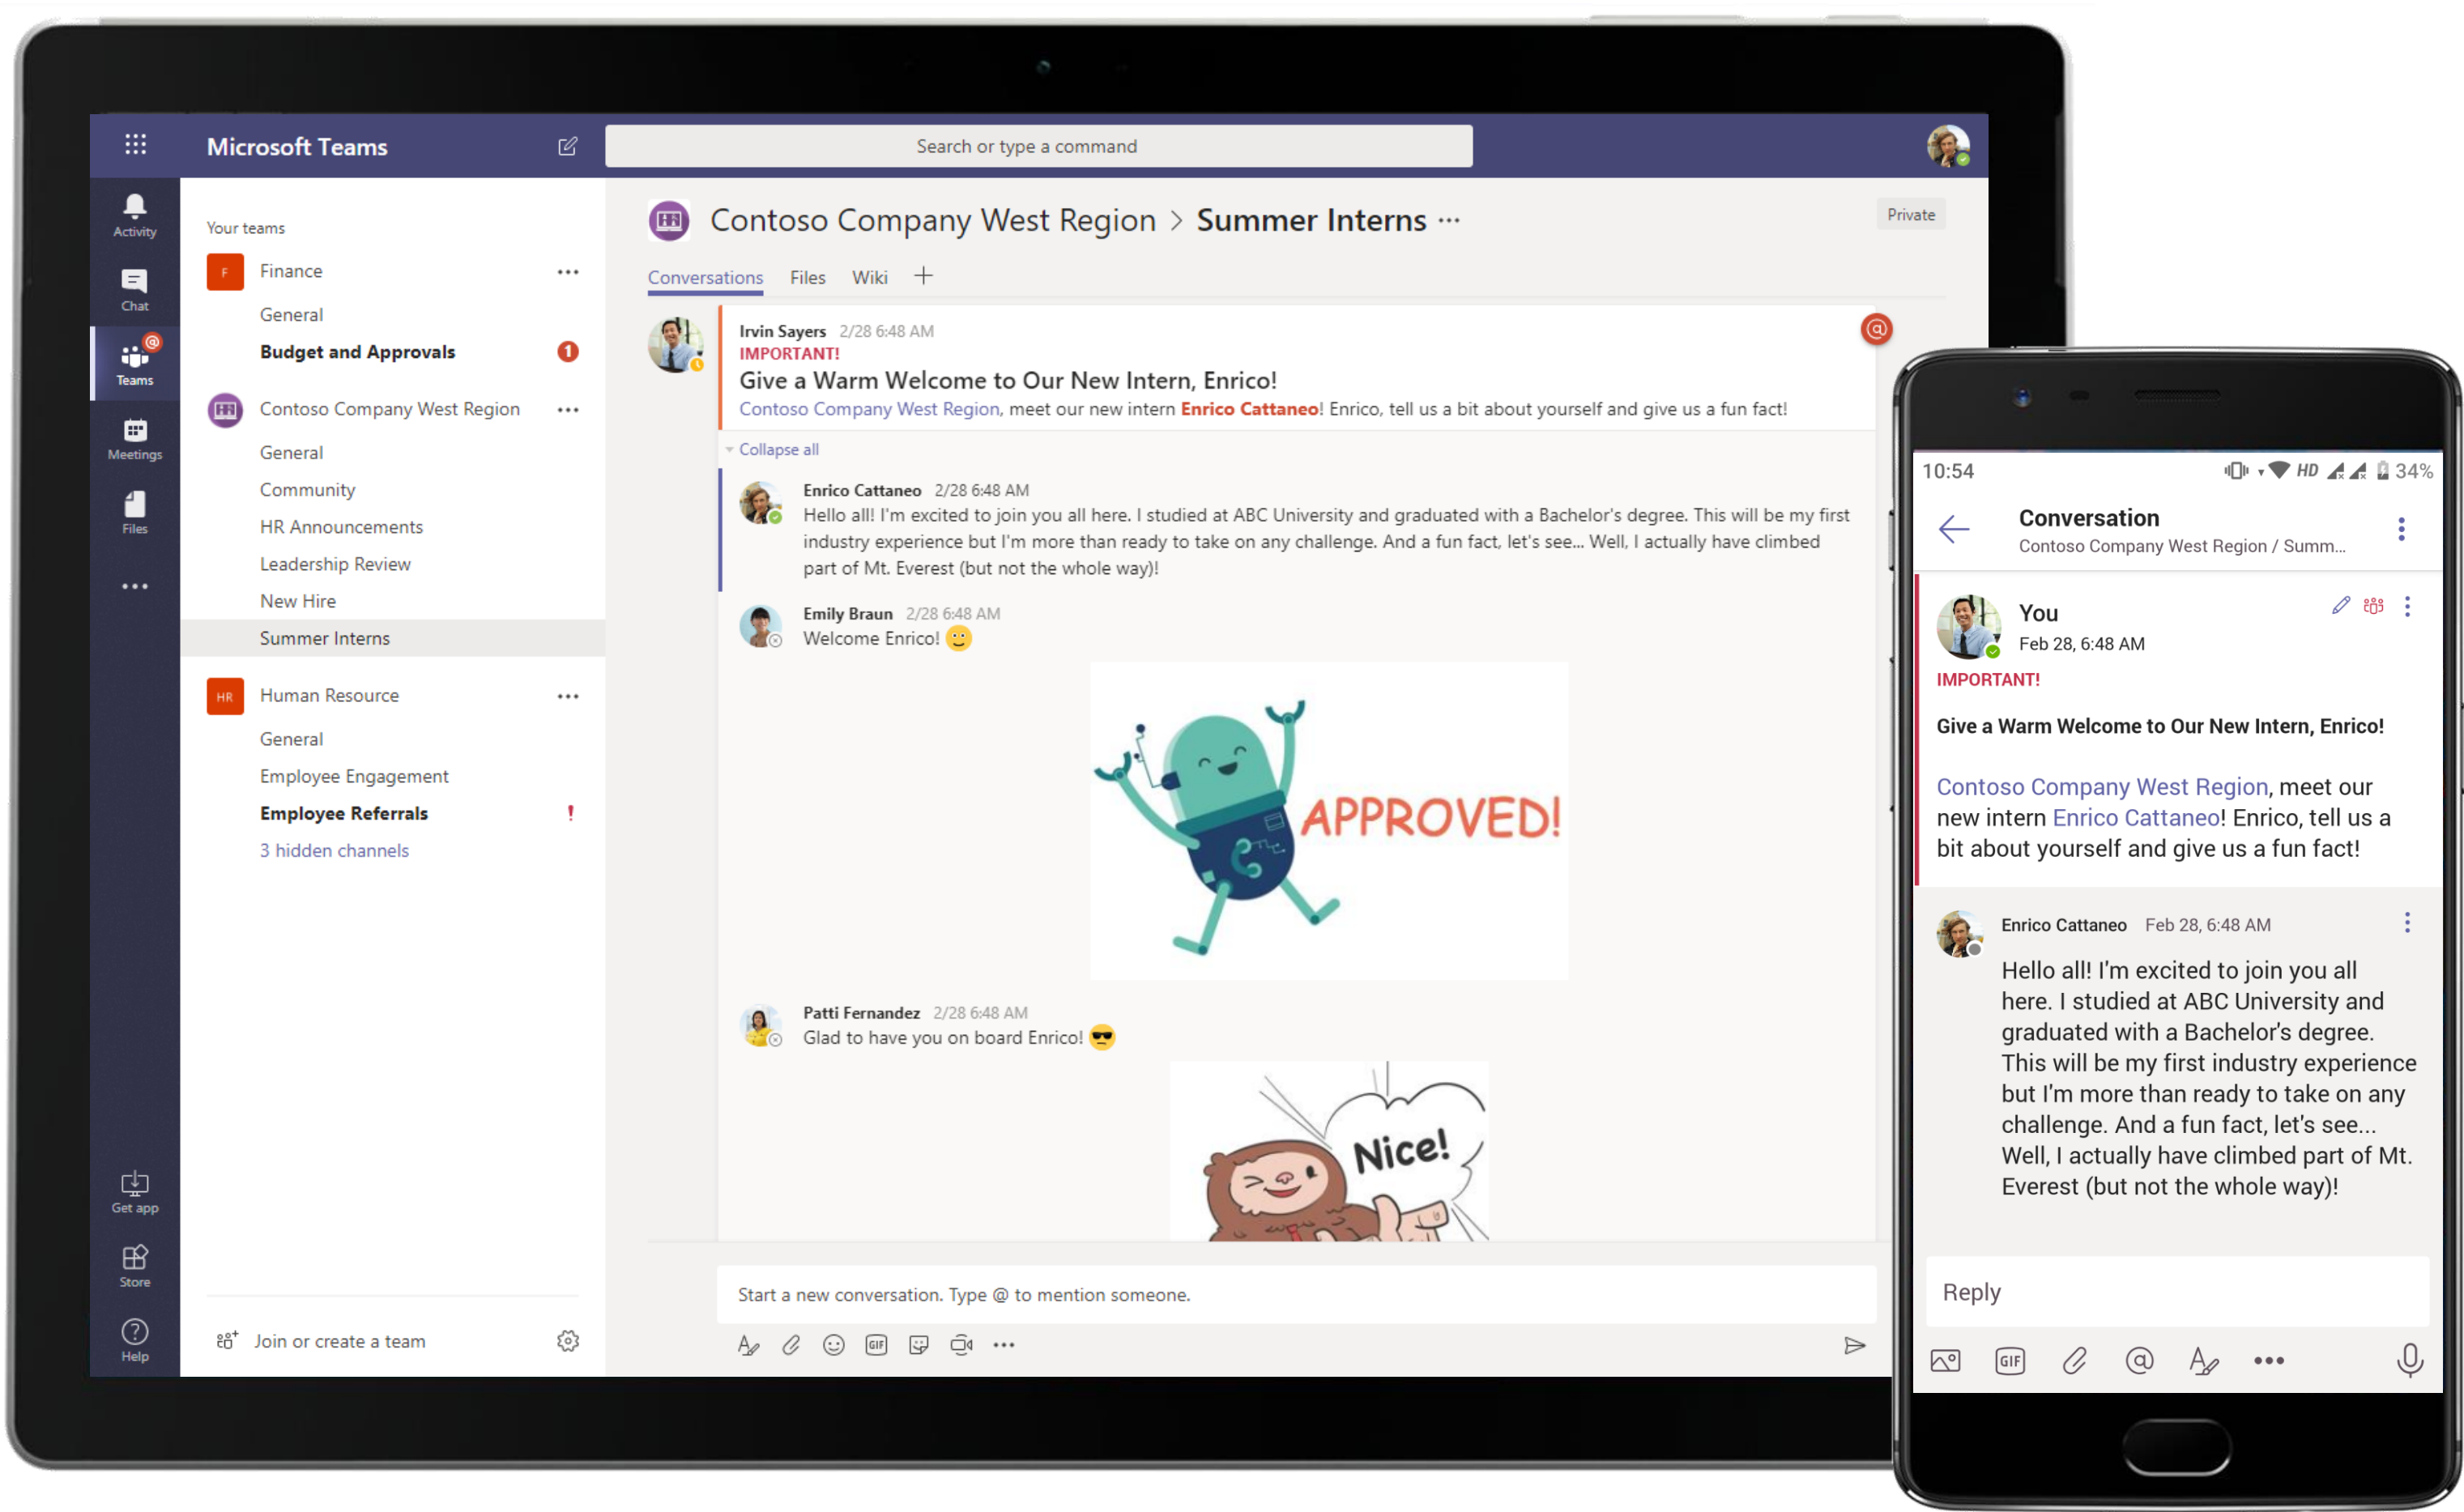 Microsoft Teams
Search or type a command
Activity
Chat
Teams
Meetings
Files
Get app
Store
Help
Your teams
F
Finance
General
Budget and Approvals
1
Contoso Company West Region
General
Community
HR Announcements
Leadership Review
New Hire
Summer Interns
HR
Human Resource
General
Employee Engagement
Employee Referrals
!
3 hidden channels
Join or create a team
Contoso Company West Region > Summer Interns
Private
Conversations
Files
Wiki
Irvin Sayers 2/28 6:48 AM
@
IMPORTANT!
Give a Warm Welcome to Our New Intern, Enrico!
Contoso Company West Region, meet our new intern Enrico Cattaneo! Enrico, tell us a bit about yourself and give us a fun fact!
Collapse all
Enrico Cattaneo 2/28 6:48 AM
Hello all! I'm excited to join you all here. I studied at ABC University and graduated with a Bachelor's degree. This will be my first
industry experience but I'm more than ready to take on any challenge. And a fun fact, let's see... Well, I actually have climbed
part of Mt. Everest (but not the whole way)!
Emily Braun 2/28 6:48 AM
Welcome Enrico!
APPROVED!
Patti Fernandez 2/28 6:48 AM
Glad to have you on board Enrico!
Nice!
Start a new conversation. Type @ to mention someone.
GIF
10:54
HD
34%
Conversation
Contoso Company West Region / Summ...
You
Feb 28, 6:48 AM
IMPORTANT!
Give a Warm Welcome to Our New Intern, Enrico!
Contoso Company West Region, meet our
new intern Enrico Cattaneo! Enrico, tell us a
bit about yourself and give us a fun fact!
Enrico Cattaneo Feb 28, 6:48 AM
Hello all! I'm excited to join you all
here. I studied at ABC University and
graduated with a Bachelor's degree.
This will be my first industry experience
but I'm more than ready to take on any
challenge. And a fun fact, let's see...
Well, I actually have climbed part of Mt.
Everest (but not the whole way)!
Reply
GIF
@